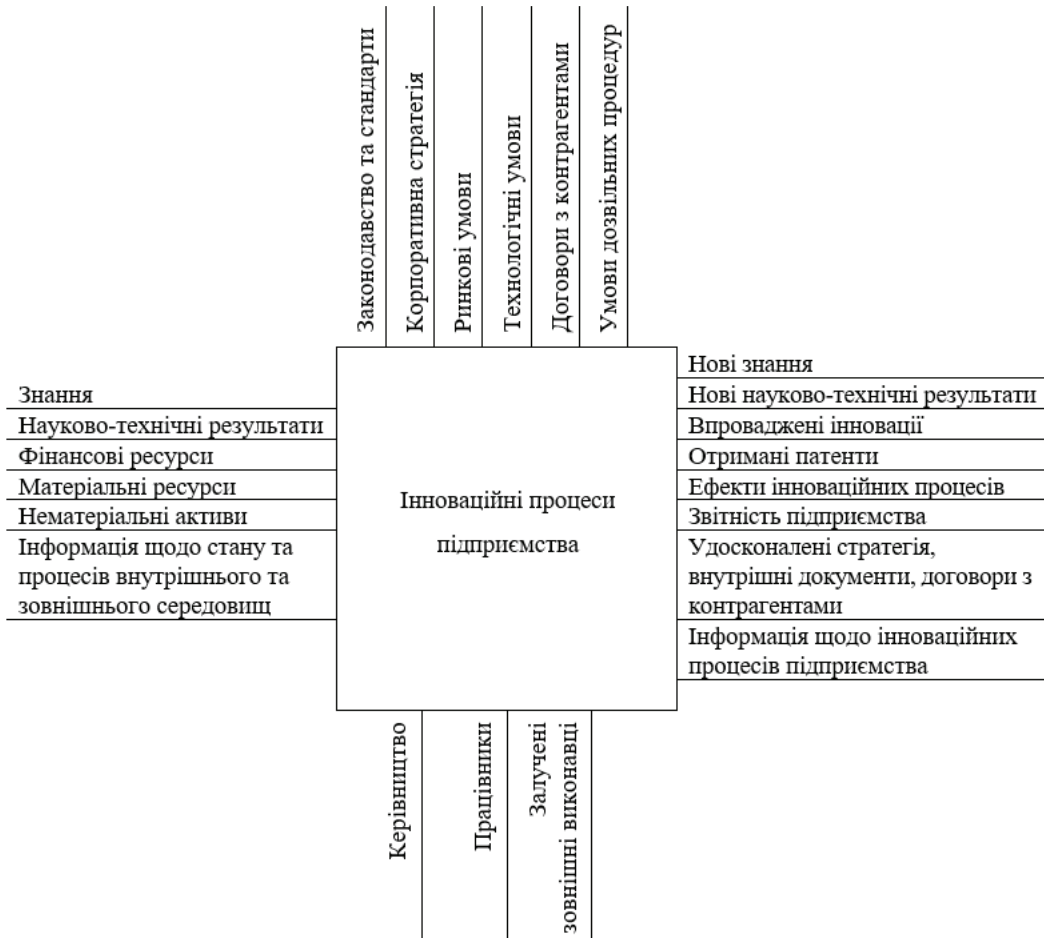 Законодавство та стандарти
Корпоративна стратегія
Ринкові умови
Технологічні умови
Договори з контрагентами
Умови дозвільних процедур
Знання
Науково-технічні результати
Фінансові ресурси
Матеріальні ресурси
Нематеріальні активи
Інформація щодо стану та
процесів внутрішнього та
зовнішнього середовищ
Інноваційні процеси
підприємства
Нові знання
Нові науково-технічні результати
Впроваджені інновації
Отримані патенти
Ефекти інноваційних процесів
Звітність підприємства
Удосконалені стратегія,
внутрішні документи, договори з
контрагентами
Інформація щодо інноваційних
процесів підприємства
Керівництво
Працівники
Залучені
зовнішні виконавці